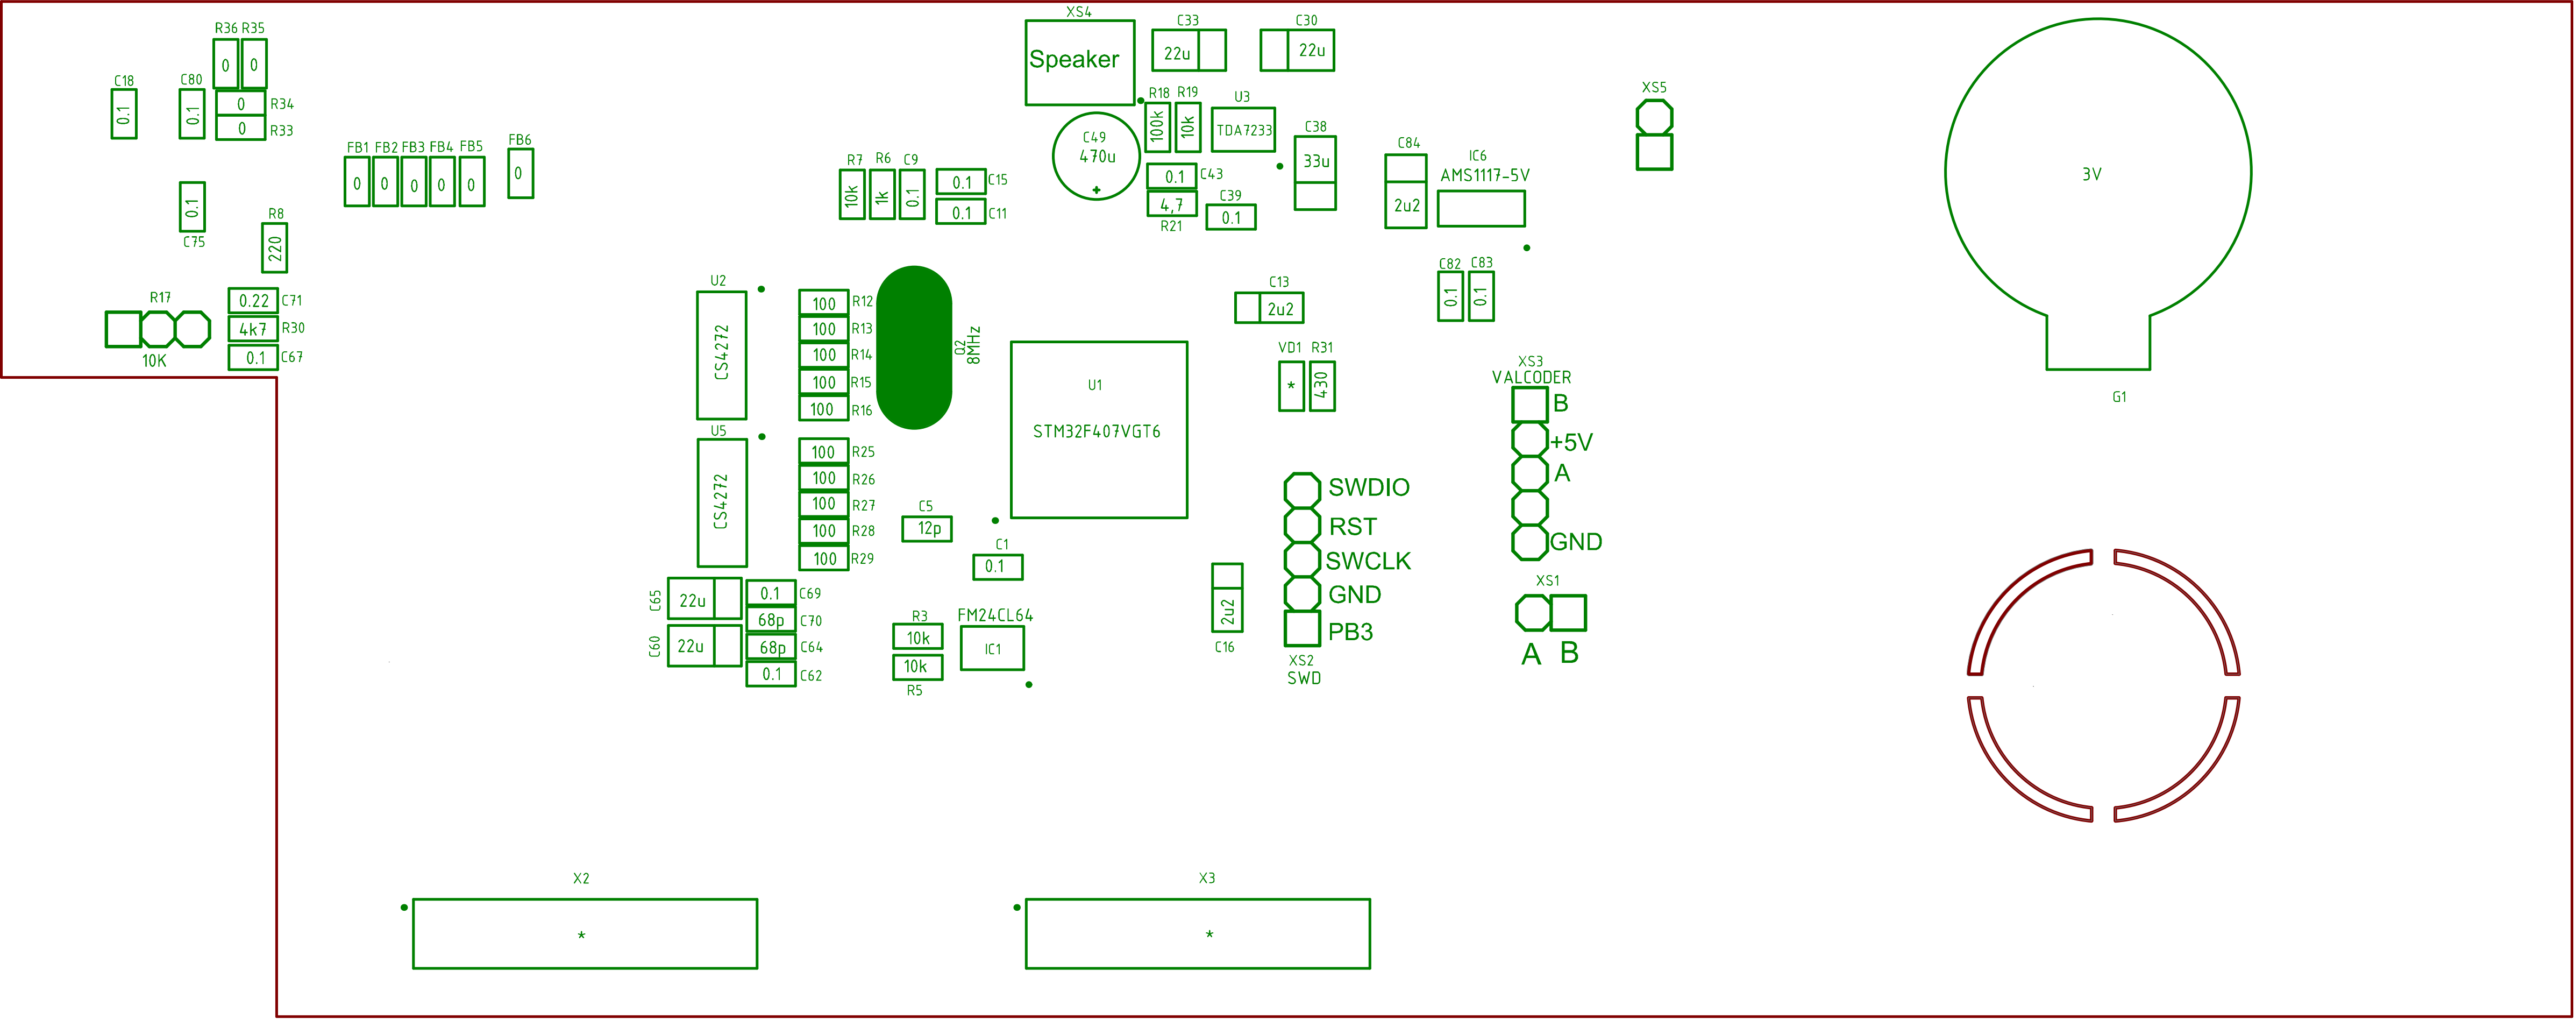 XS4
C33
C30
R36
R35
22u
22u
Speaker
0
0
C18
C80
XS5
0.1
0.1
0
R34
0
R33
R18
R19
U3
100k
10k
TDA7233
C38
33u
C49
470u
+
C84
2u2
IC6
AMS1117-5V
FB1
FB2
FB3
FB4
FB5
FB6
0
0
0
0
0
0
R7
R6
C9
10k
1k
0.1
0.1
C15
0.1
C11
0.1
C43
4,7
R21
C39
0.1
3V
0.1
C75
R8
220
C82
C83
0.1
0.1
R17
10K
0.22
C71
4k7
R30
0.1
C67
U2
CS4272
100
R12
100
R13
100
R14
100
R15
100
R16
Q2
8MHz
C13
2u2
U1
STM32F407VGT6
VD1
R31
*
430
XS3
VALCODER
B
+5V
A
GND
G1
U5
CS4272
100
R25
100
R26
100
R27
100
R28
100
R29
C5
12p
C1
0.1
SWDIO
RST
SWCLK
GND
PB3
XS2
SWD
XS1
A
B
C65
22u
C60
22u
0.1
C69
68p
C70
68p
C64
0.1
C62
R3
10k
10k
R5
FM24CL64
IC1
2u2
C16
X2
*
X3
*